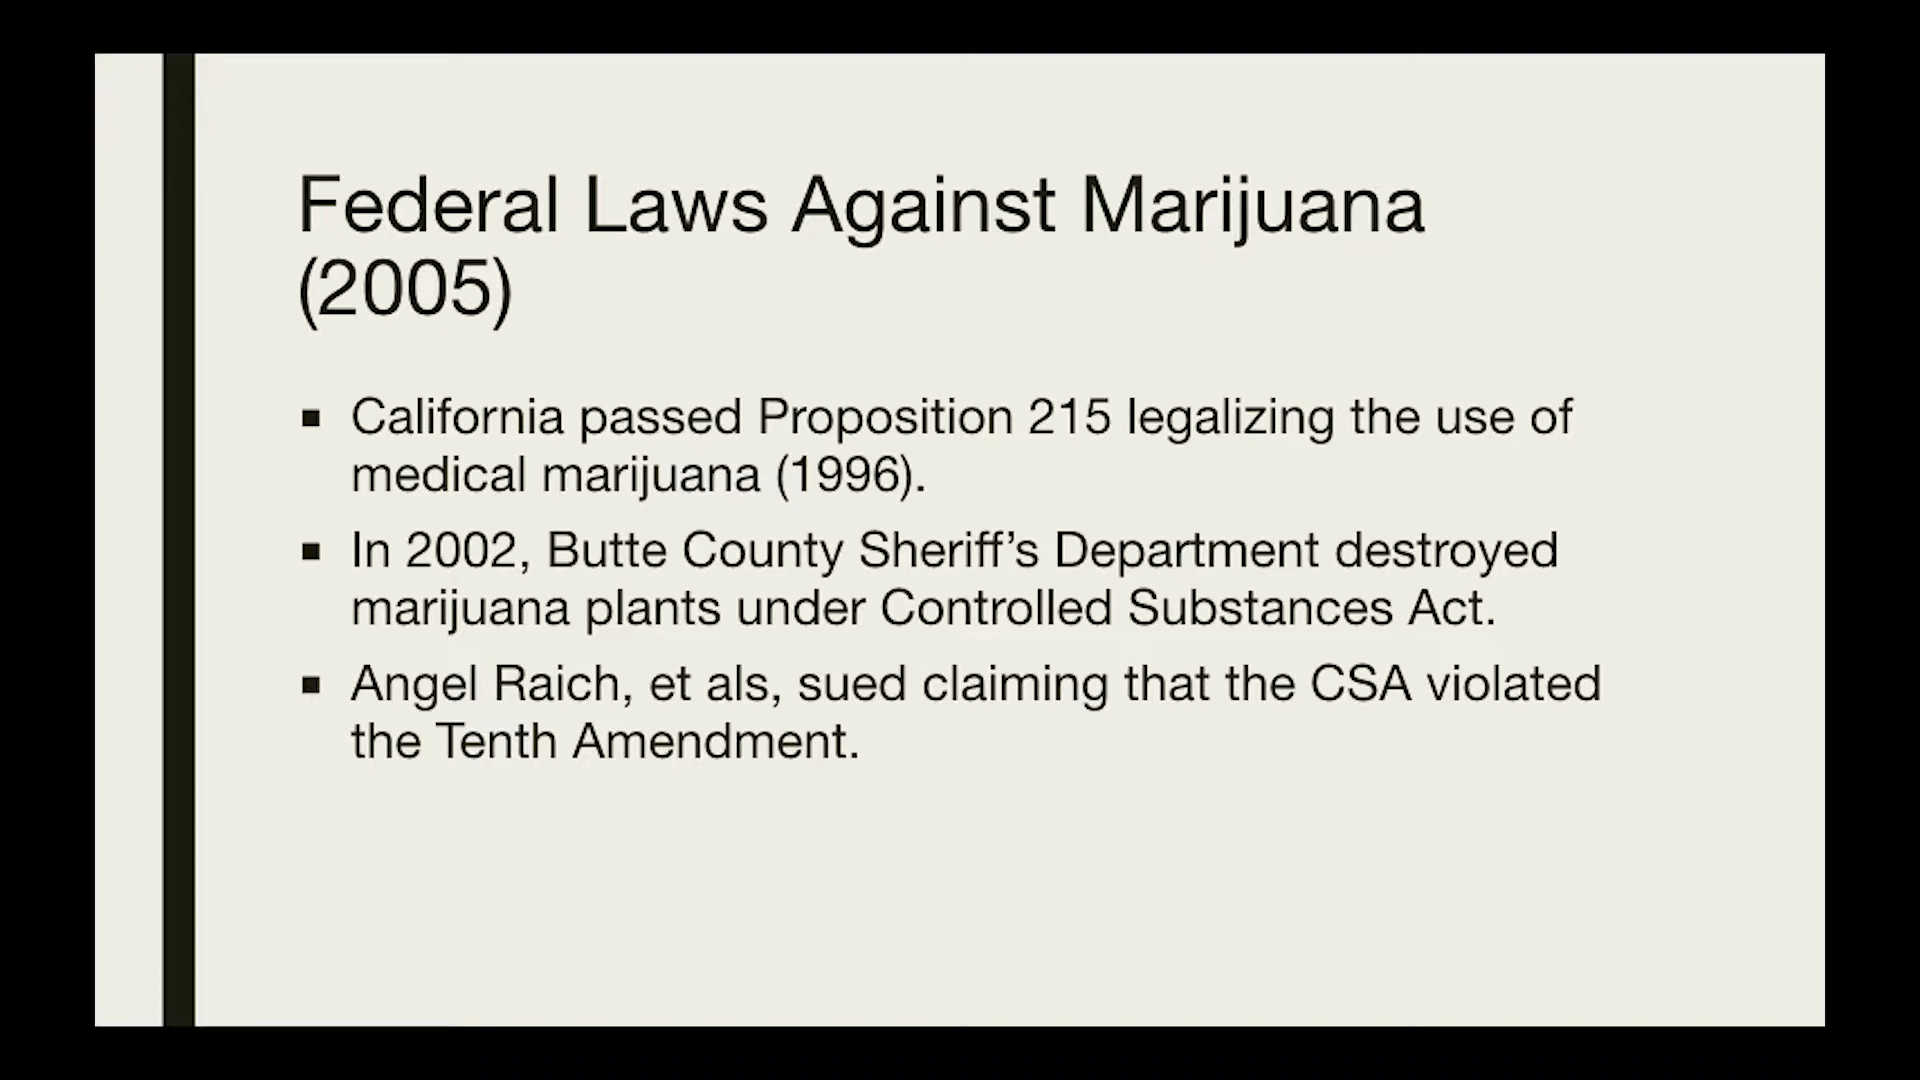 Federal Laws Against Marijuana
(2005)
▪ California passed Proposition 215 legalizing the use of
medical marijuana (1996).
▪ In 2002, Butte County Sheriff’s Department destroyed
marijuana plants under Controlled Substances Act.
▪ Angel Raich, et als, sued claiming that the CSA violated
the Tenth Amendment.